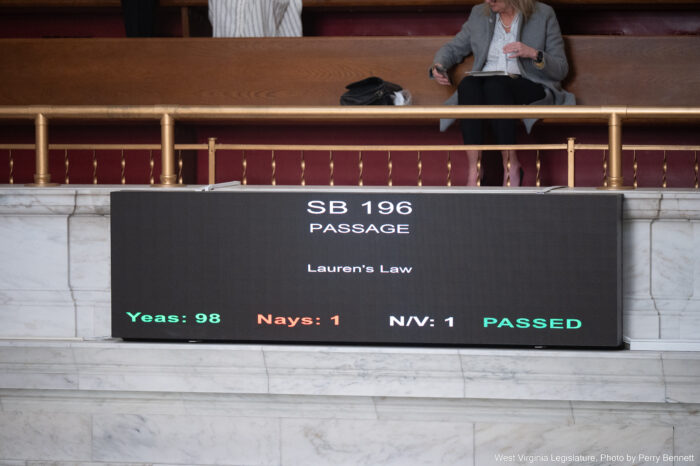 SB 196
PASSAGE
Lauren's Law
Yeas: 98 Nays: 1 N/V: 1 PASSED
West Virginia Legislature, Photo by Perry Bennett